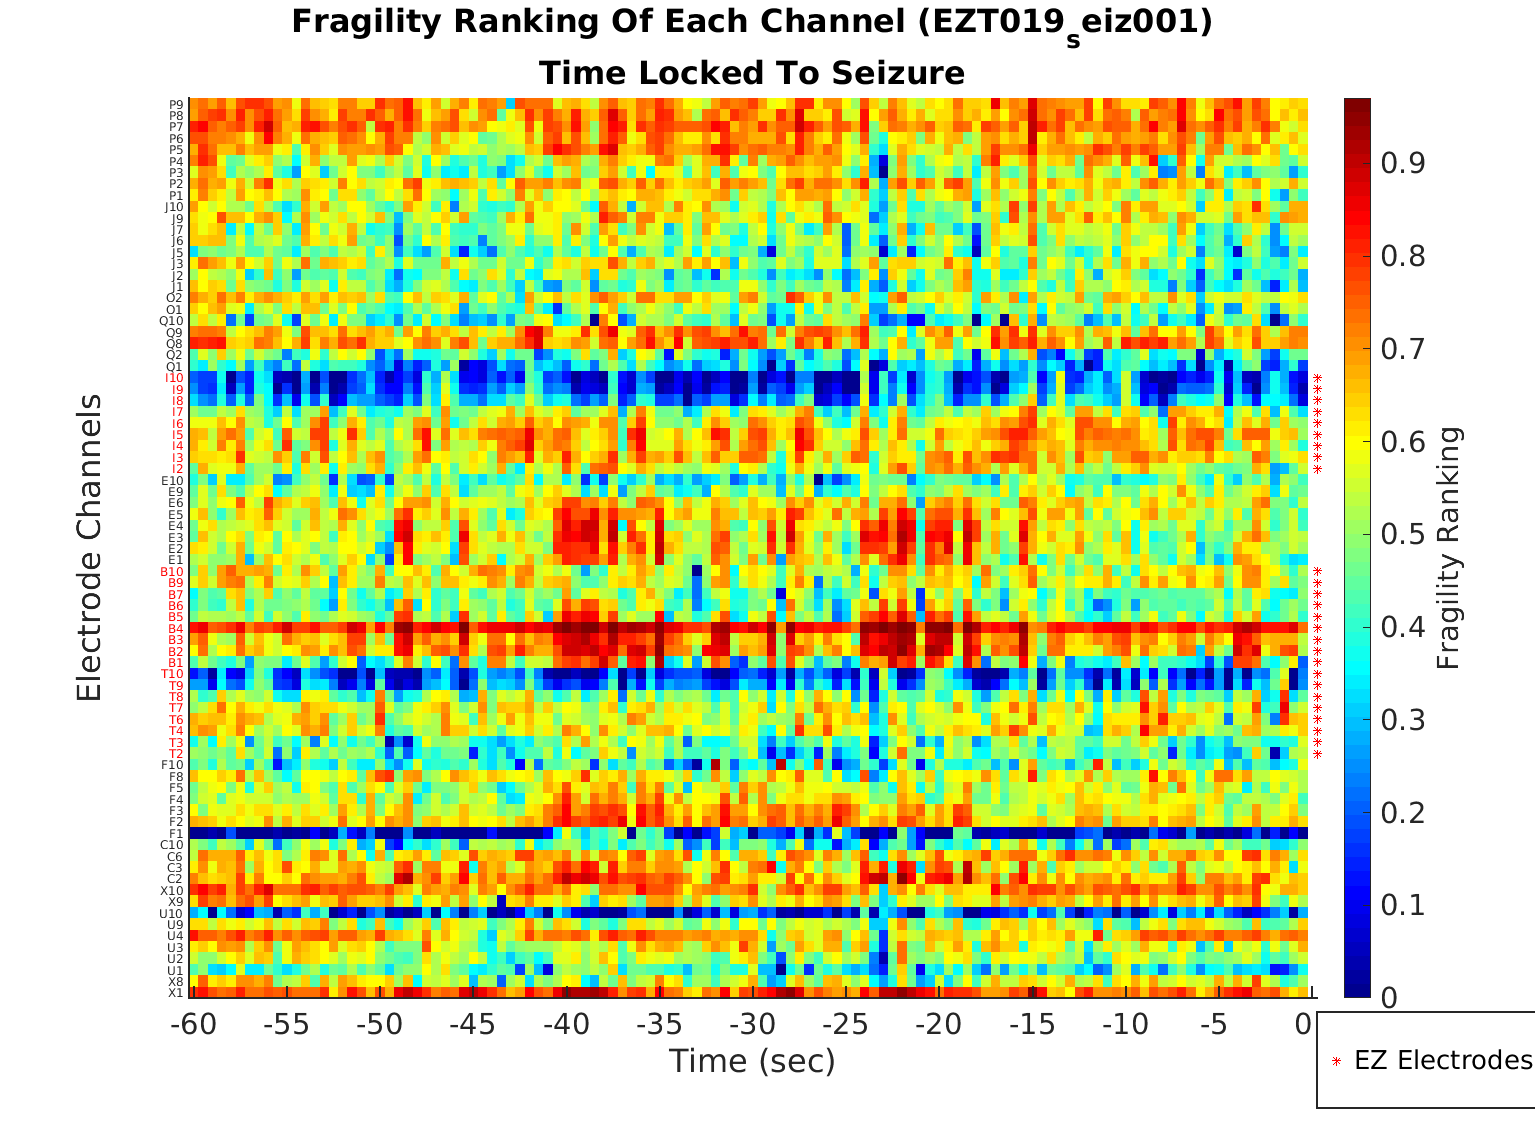 Fragility Ranking Of Each Channel (EZT019seiz001)
Time Locked To Seizure
Electrode Channels
P9
P8
P7
P6
P5
P4
P3
P2
P1
J10
J9
J7
J6
J5
J3
J2
J1
O2
O1
Q10
Q9
Q8
Q2
Q1
I10
I9
I8
I7
I6
I5
I4
I3
I2
E10
E9
E6
E5
E4
E3
E2
E1
B10
B9
B7
B6
B5
B4
B3
B2
B1
T10
T9
T8
T7
T6
T4
T3
T2
F10
F8
F5
F4
F3
F2
F1
C10
C6
C3
C2
X10
X9
U10
U9
U4
U3
U2
U1
X8
X1
-60 -55 -50 -45 -40 -35 -30 -25 -20 -15 -10 -5 0
Time (sec)
0.9
0.8
0.7
0.6
0.5
0.4
0.3
0.2
0.1
0
Fragility Ranking
* EZ Electrodes